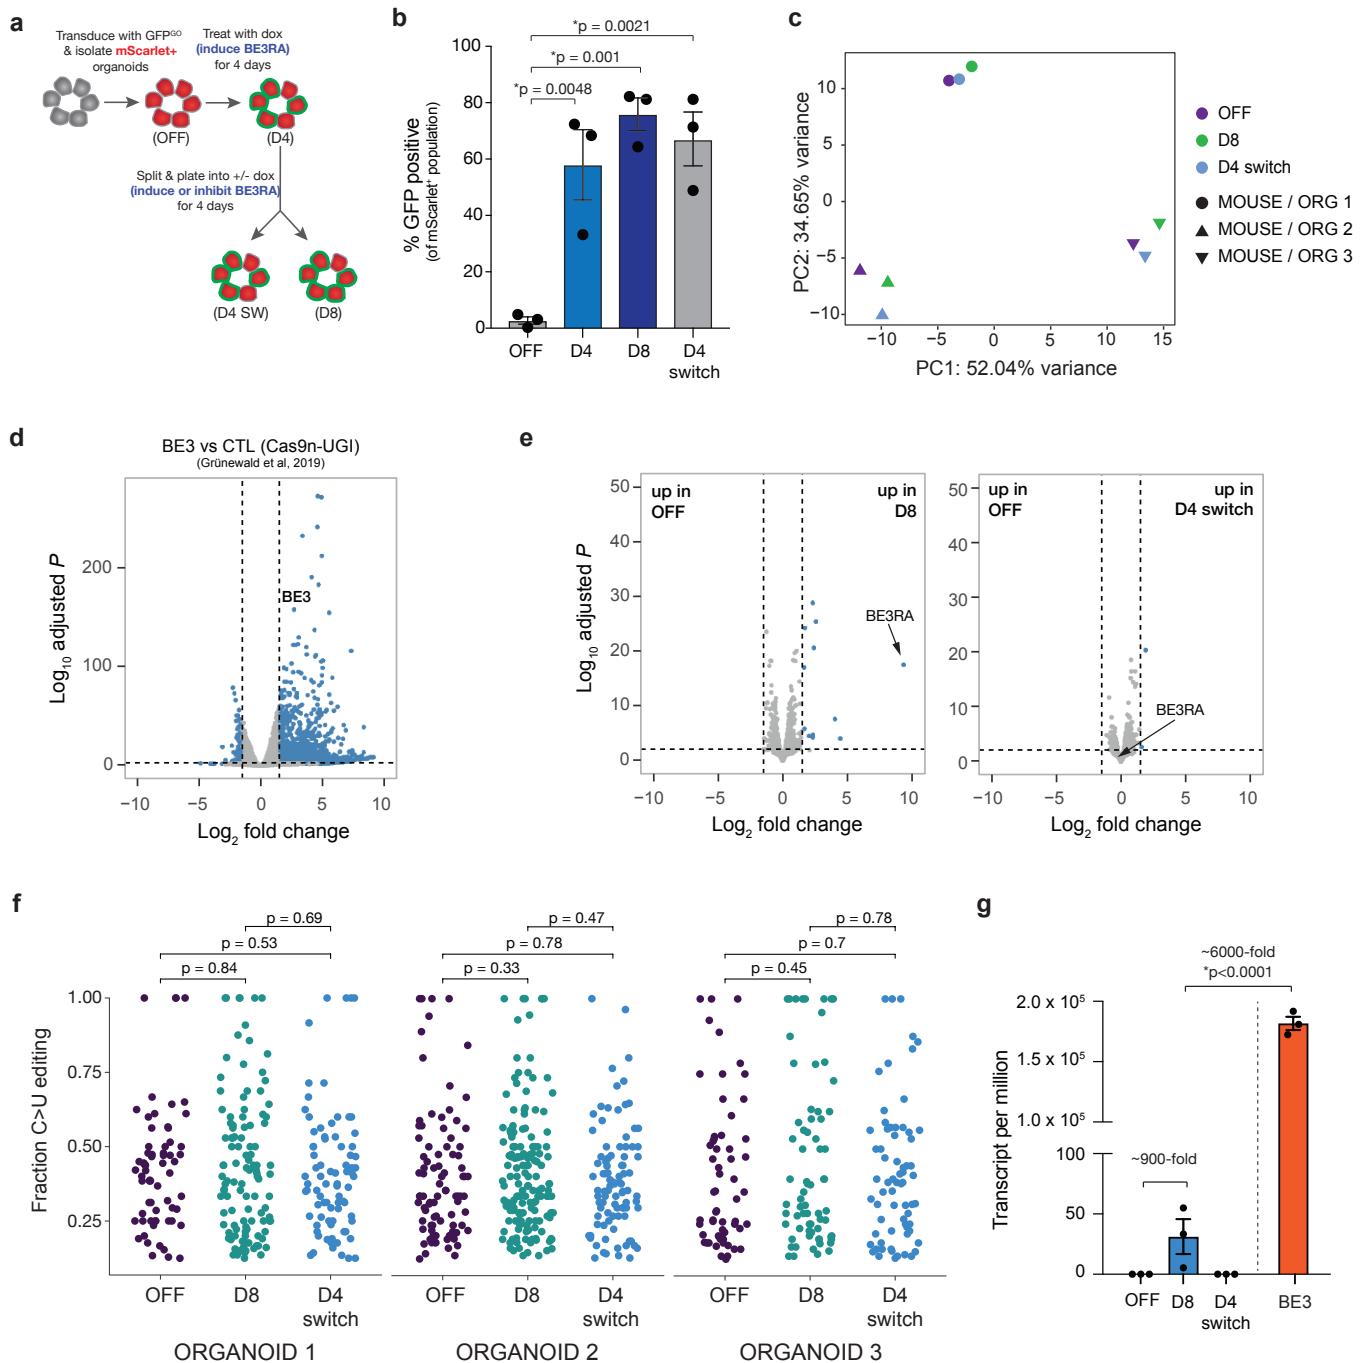 a
Transduce with GFPᴳᴼ
& isolate mScarlet+
organoids
Treat with dox
(induce BE3RA)
for 4 days
(OFF)
(D4)
Split & plate into +/- dox
(induce or inhibit BE3RA)
for 4 days
(D4 SW)
(D8)
b
*p = 0.0021
*p = 0.001
*p = 0.0048
% GFP positive
(of mScarlet⁺ population)
100
80
60
40
20
0
OFF
D4
D8
D4
switch
c
PC2: 34.65% variance
10
5
0
−5
−10
−10
−5
0
5
10
15
PC1: 52.04% variance
OFF
D8
D4 switch
MOUSE / ORG 1
MOUSE / ORG 2
MOUSE / ORG 3
d
BE3 vs CTL (Cas9n-UGI)
(Grünewald et al, 2019)
Log₁₀ adjusted P
200
100
0
BE3
−10
−5
0
5
10
Log₂ fold change
e
Log₁₀ adjusted P
50
40
30
20
10
0
up in
OFF
up in
D8
BE3RA
−10
−5
0
5
10
Log₂ fold change
50
40
30
20
10
0
up in
OFF
up in
D4 switch
BE3RA
−10
−5
0
5
10
Log₂ fold change
f
Fraction C>U editing
1.00
0.75
0.50
0.25
p = 0.69
p = 0.53
p = 0.84
OFF
D8
D4
switch
ORGANOID 1
p = 0.47
p = 0.78
p = 0.33
OFF
D8
D4
switch
ORGANOID 2
p = 0.78
p = 0.7
p = 0.45
OFF
D8
D4
switch
ORGANOID 3
g
~6000-fold
*p<0.0001
~900-fold
Transcript per million
2.0 x 10⁵
1.5 x 10⁵
1.0 x 10⁵
100
50
0
OFF
D8
D4
switch
BE3